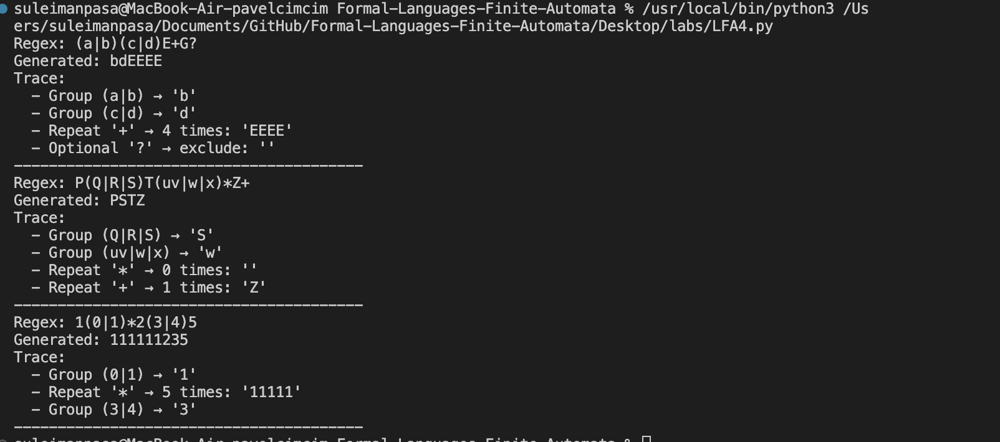 suleimanpasa@MacBook-Air-pavelcimcim Formal-Languages-Finite-Automata % /usr/local/bin/python3 /Us
ers/suleimanpasa/Documents/GitHub/Formal-Languages-Finite-Automata/Desktop/labs/LFA4.py
Regex: (a|b)(c|d)E+G?
Generated: bdEEEE
Trace:
  - Group (a|b) → 'b'
  - Group (c|d) → 'd'
  - Repeat '+' → 4 times: 'EEEE'
  - Optional '?' → exclude: ''
----------------------------------------
Regex: P(Q|R|S)T(uv|w|x)*Z+
Generated: PSTZ
Trace:
  - Group (Q|R|S) → 'S'
  - Group (uv|w|x) → 'w'
  - Repeat '*' → 0 times: ''
  - Repeat '+' → 1 times: 'Z'
----------------------------------------
Regex: 1(0|1)*2(3|4)5
Generated: 111111235
Trace:
  - Group (0|1) → '1'
  - Repeat '*' → 5 times: '11111'
  - Group (3|4) → '3'
----------------------------------------
suleimanpasa@MacBook-Air-pavelcimcim Formal-Languages-Finite-Automata %